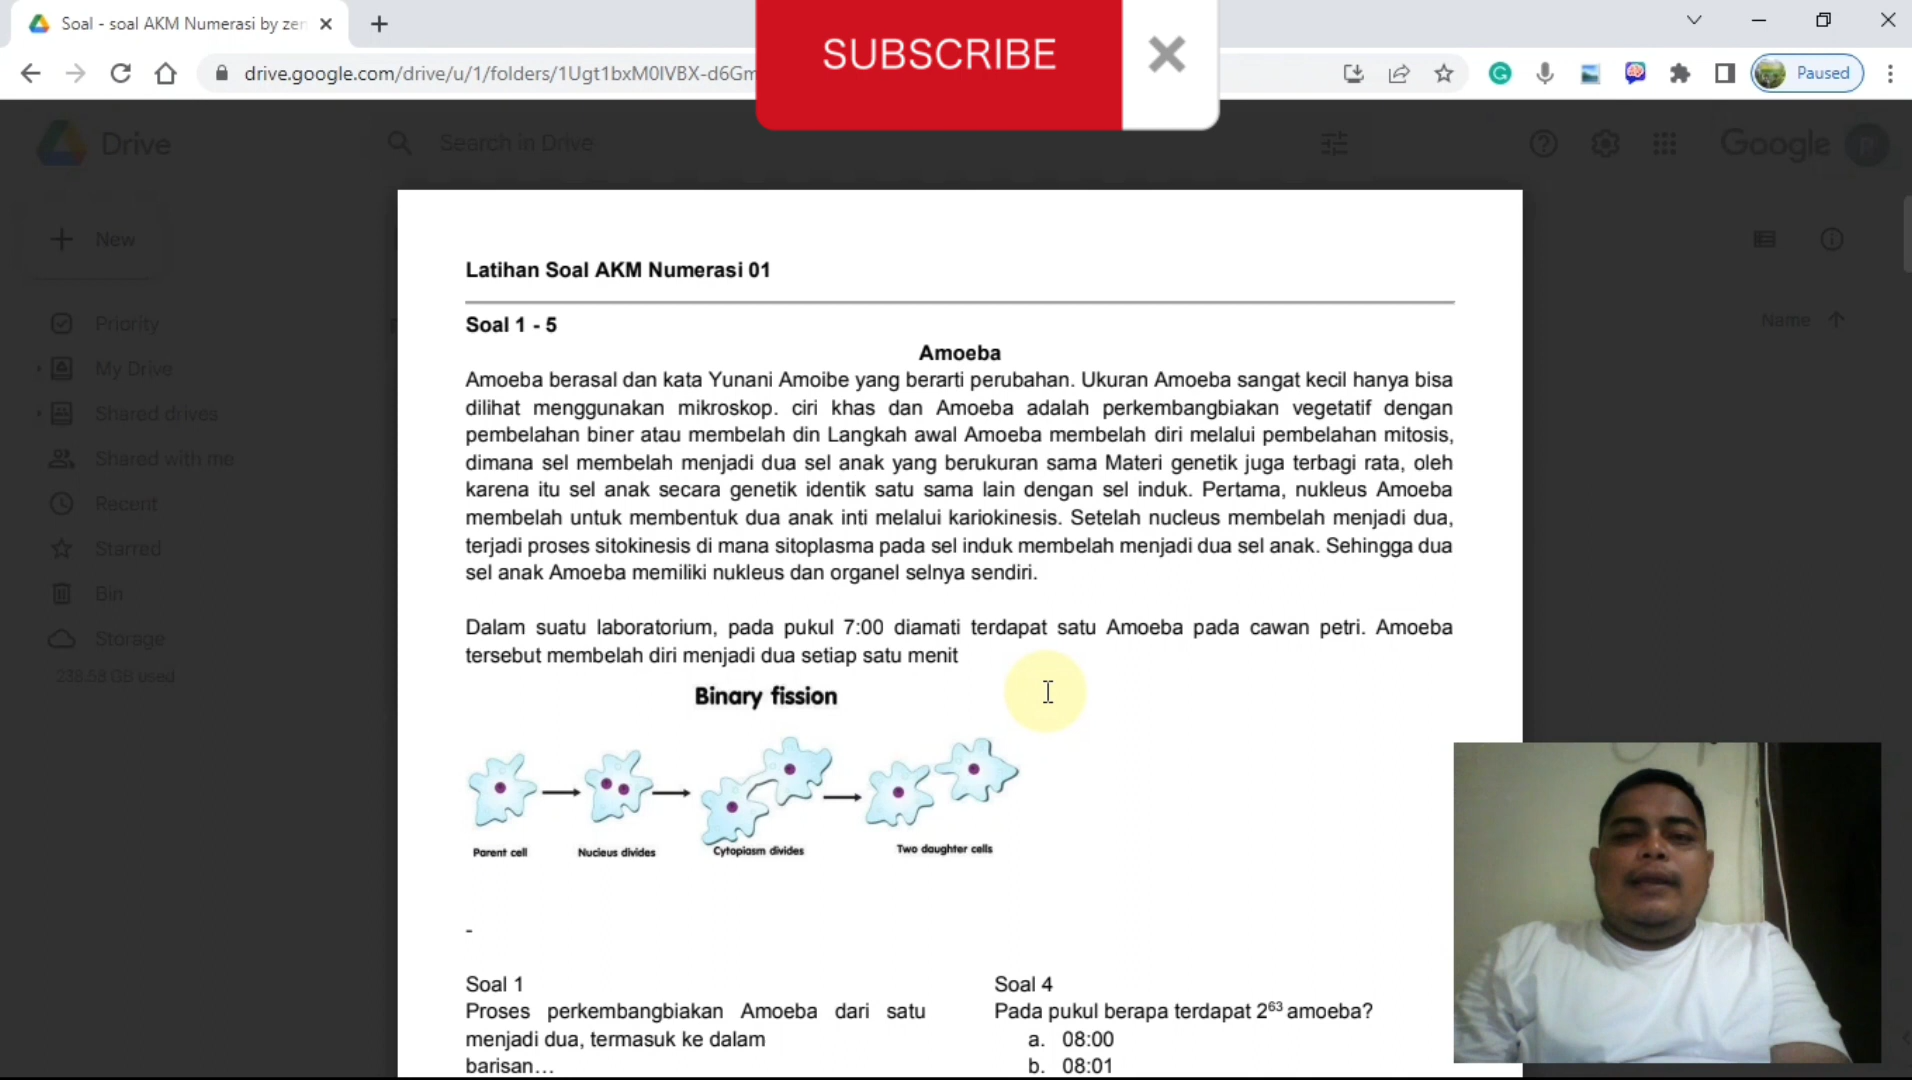 Soal - soal AKM Numerasi by zen
SUBSCRIBE
drive.google.com/drive/u/1/folders/1Ugt1bxM0IVBX-d6Gm
Paused
Drive
Search in Drive
Google
New
Priority
My Drive
Shared drives
Shared with me
Recent
Starred
Bin
Storage
238.58 GB used
Name
Latihan Soal AKM Numerasi 01
Soal 1 - 5
Amoeba
Amoeba berasal dan kata Yunani Amoibe yang berarti perubahan. Ukuran Amoeba sangat kecil hanya bisa
dilihat menggunakan mikroskop. ciri khas dan Amoeba adalah perkembangbiakan vegetatif dengan
pembelahan biner atau membelah din Langkah awal Amoeba membelah diri melalui pembelahan mitosis,
dimana sel membelah menjadi dua sel anak yang berukuran sama Materi genetik juga terbagi rata, oleh
karena itu sel anak secara genetik identik satu sama lain dengan sel induk. Pertama, nukleus Amoeba
membelah untuk membentuk dua anak inti melalui kariokinesis. Setelah nucleus membelah menjadi dua,
terjadi proses sitokinesis di mana sitoplasma pada sel induk membelah menjadi dua sel anak. Sehingga dua
sel anak Amoeba memiliki nukleus dan organel selnya sendiri.
Dalam suatu laboratorium, pada pukul 7:00 diamati terdapat satu Amoeba pada cawan petri. Amoeba
tersebut membelah diri menjadi dua setiap satu menit
Binary fission
Parent cell
Nucleus divides
Cytoplasm divides
Two daughter cells
-
Soal 1
Proses perkembangbiakan Amoeba dari satu
menjadi dua, termasuk ke dalam
barisan...
Soal 4
Pada pukul berapa terdapat 2⁶³ amoeba?
a. 08:00
b. 08:01